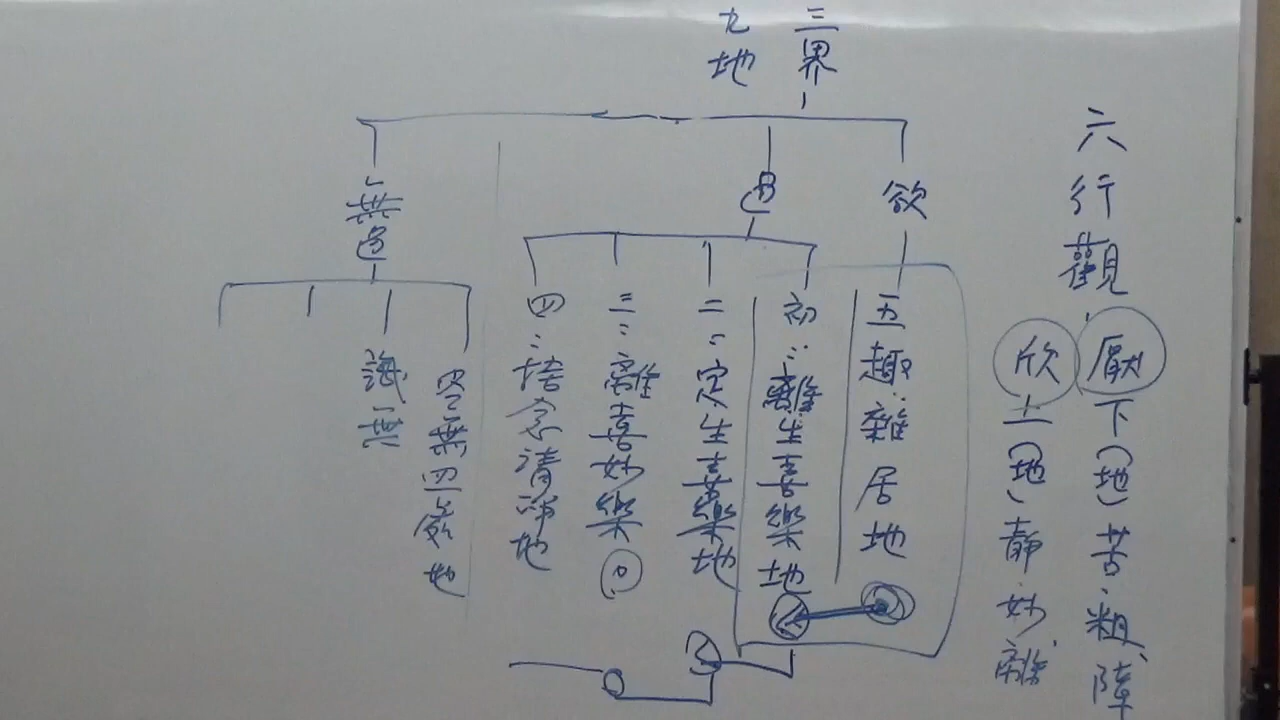 六行觀、厭下(地)苦、粗、障
欣上(地)靜、妙、離
三界
九地
欲
五趣雜居地
色
初:離生喜樂地
二:定生喜樂地
三:離喜妙樂
四:捨念清淨地
無色
空無四處地
識